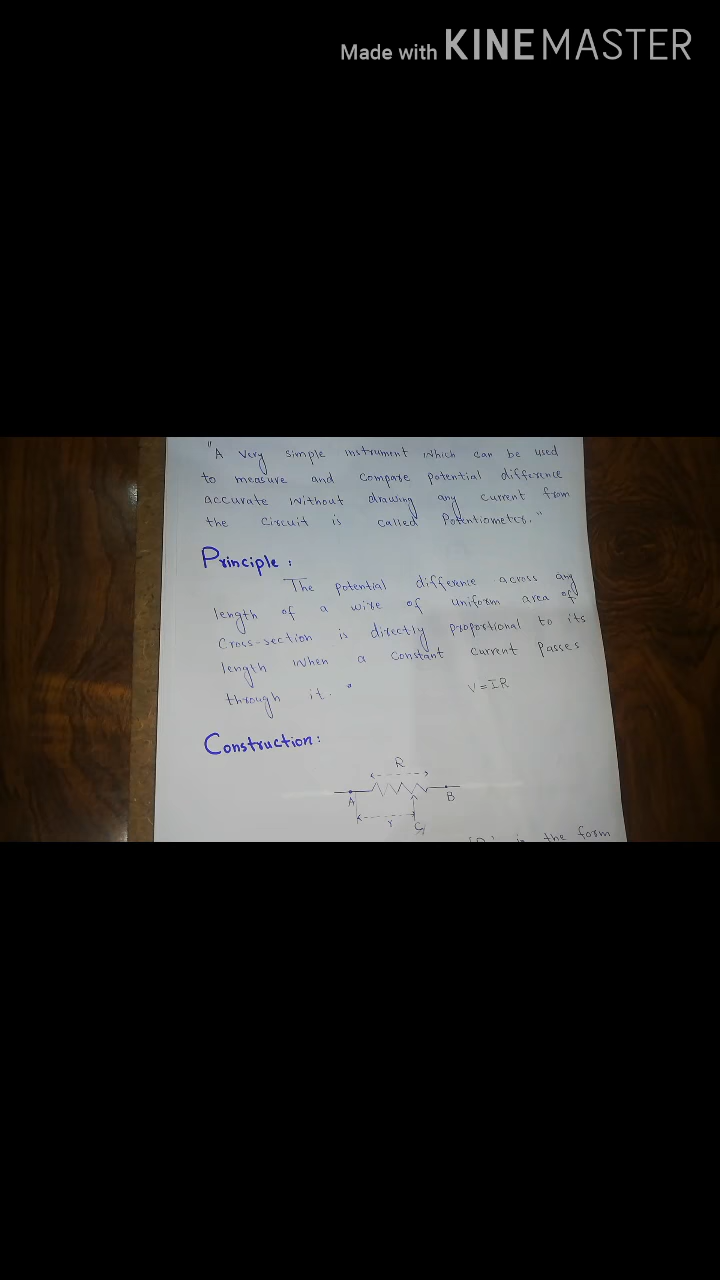 Made with KINEMASTER
"A very simple instrument which can be used
to measure and compare potential difference
accurate without drawing any current from
the circuit is called Potentiometer."
Principle:
The potential difference across any
length of a wire of uniform area of
cross-section is directly proportional to its
length when a constant current passes
through it."
V=IR
Construction:
R
A B
r C
the form